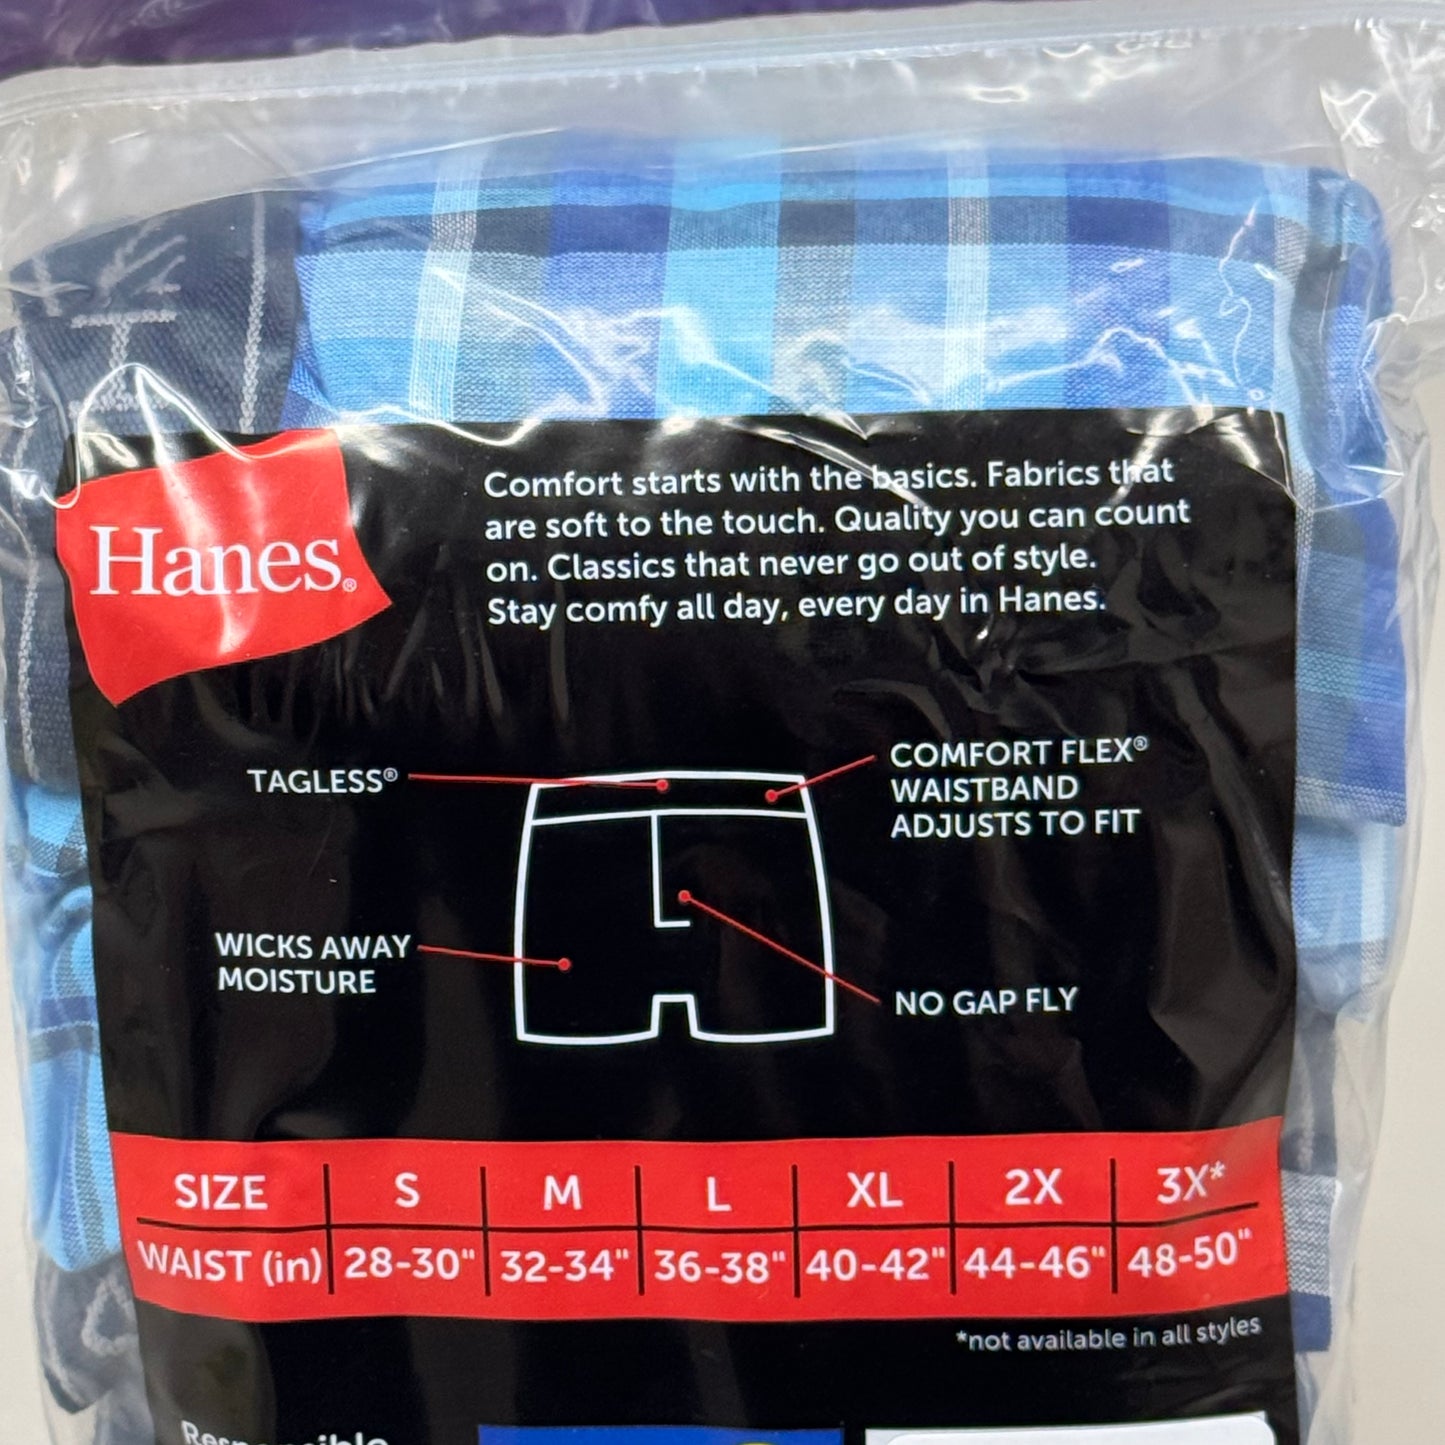 Hanes®
Comfort starts with the basics. Fabrics that
are soft to the touch. Quality you can count
on. Classics that never go out of style.
Stay comfy all day, every day in Hanes.
TAGLESS®
COMFORT FLEX®
WAISTBAND
ADJUSTS TO FIT
WICKS AWAY
MOISTURE
NO GAP FLY
SIZE S M L XL 2X 3X*
WAIST (in) 28-30" 32-34" 36-38" 40-42" 44-46" 48-50"
*not available in all styles